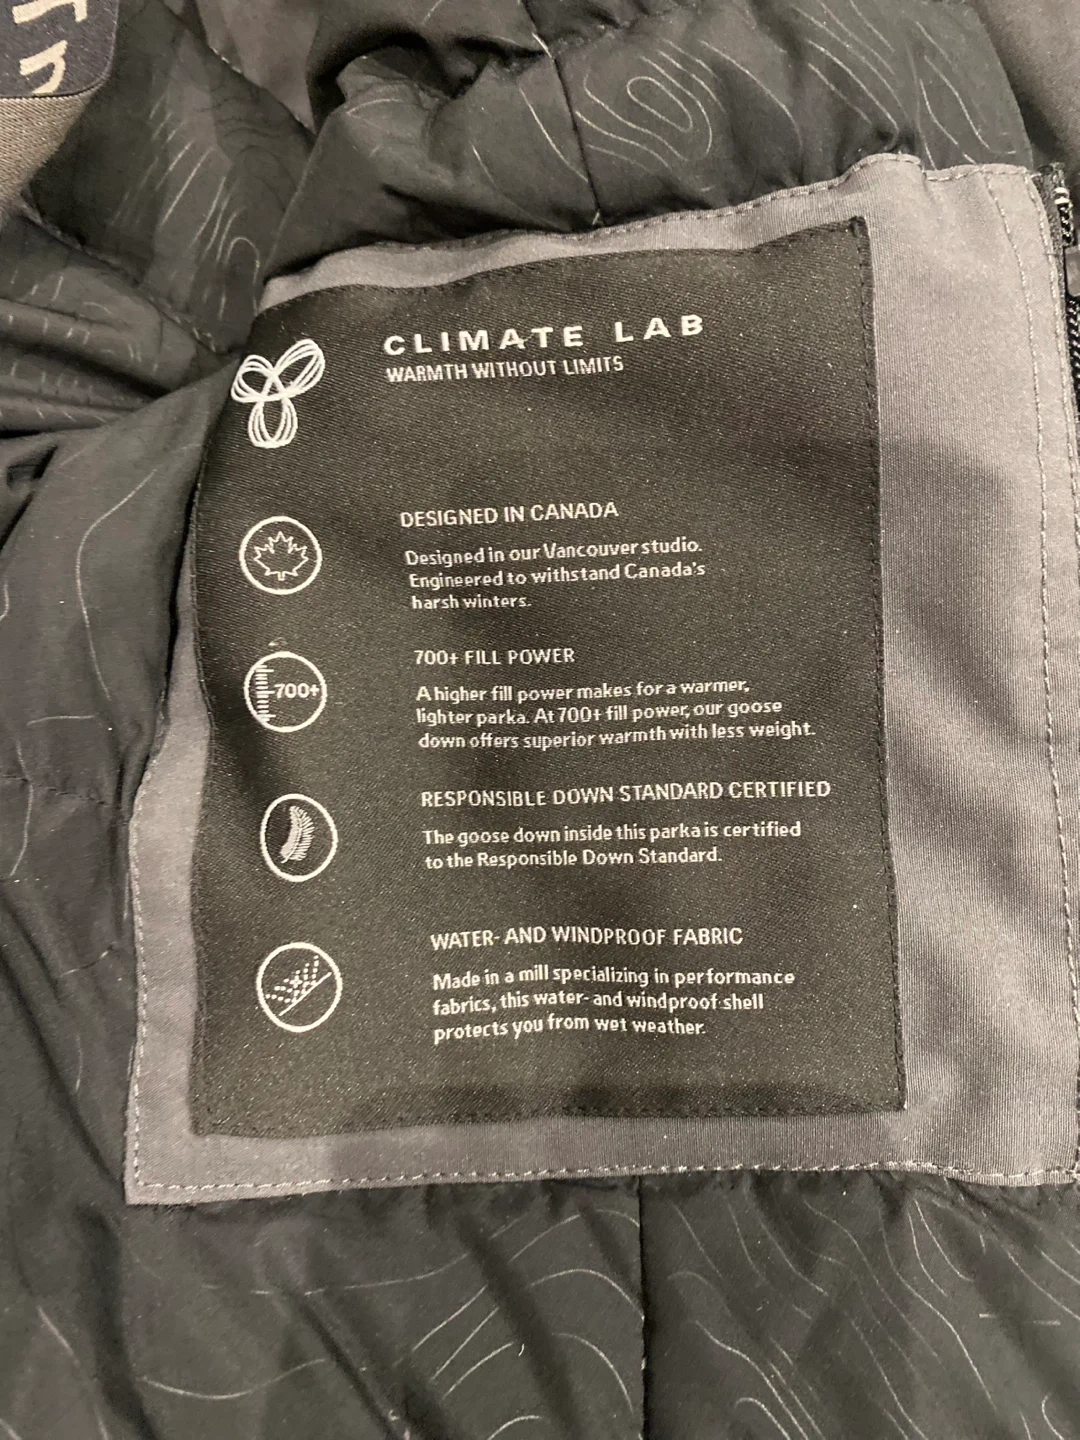 CLIMATE LAB
WARMTH WITHOUT LIMITS
DESIGNED IN CANADA
Designed in our Vancouver studio.
Engineered to withstand Canada's
harsh winters.
700+
700+ FILL POWER
A higher fill power makes for a warmer,
lighter parka. At 700+ fill power, our goose
down offers superior warmth with less weight.
RESPONSIBLE DOWN STANDARD CERTIFIED
The goose down inside this parka is certified
to the Responsible Down Standard.
WATER- AND WINDPROOF FABRIC
Made in a mill specializing in performance
fabrics, this water- and windproof shell
protects you from wet weather.